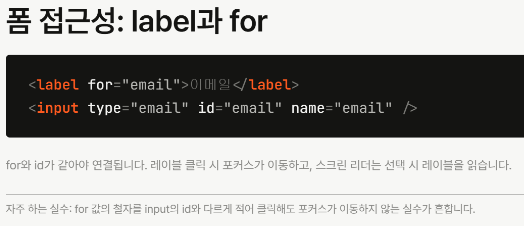 폼 접근성: label과 for
<label for="email">이메일</label>
<input type="email" id="email" name="email" />
for와 id가 같아야 연결됩니다. 레이블 클릭 시 포커스가 이동하고, 스크린 리더는 선택 시 레이블을 읽습니다.
자주 하는 실수: for 값의 철자를 input의 id와 다르게 적어 클릭해도 포커스가 이동하지 않는 실수가 흔합니다.